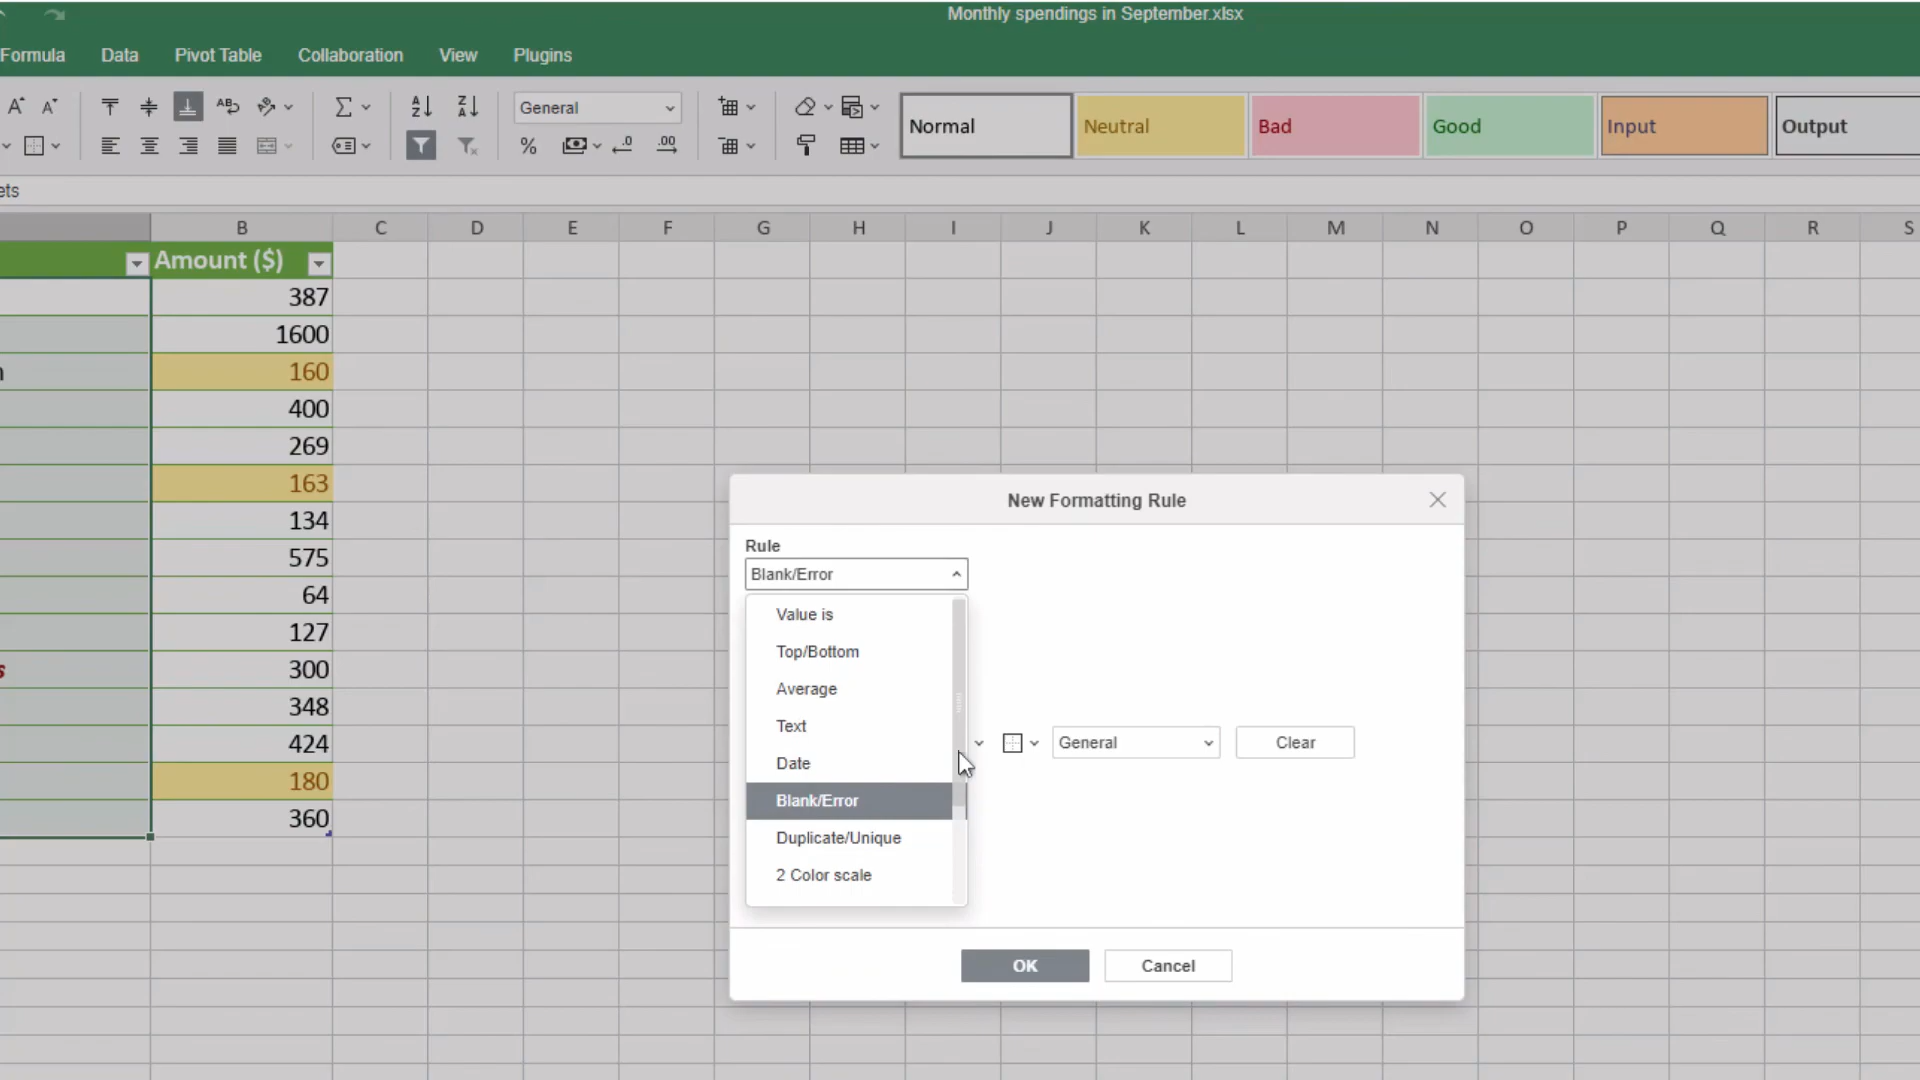 Monthly spendings in September.xlsx
Formula Data Pivot Table Collaboration View Plugins
General
Normal Neutral Bad Good Input Output
ets
B C D E F G H I J K L M N O P Q R S
Amount ($)
387
1600
n 160
400
269
163
134
575
64
127
s 300
348
424
180
360
New Formatting Rule
Rule
Blank/Error
Value is
Top/Bottom
Average
Text
General Clear
Date
Blank/Error
Duplicate/Unique
2 Color scale
OK Cancel